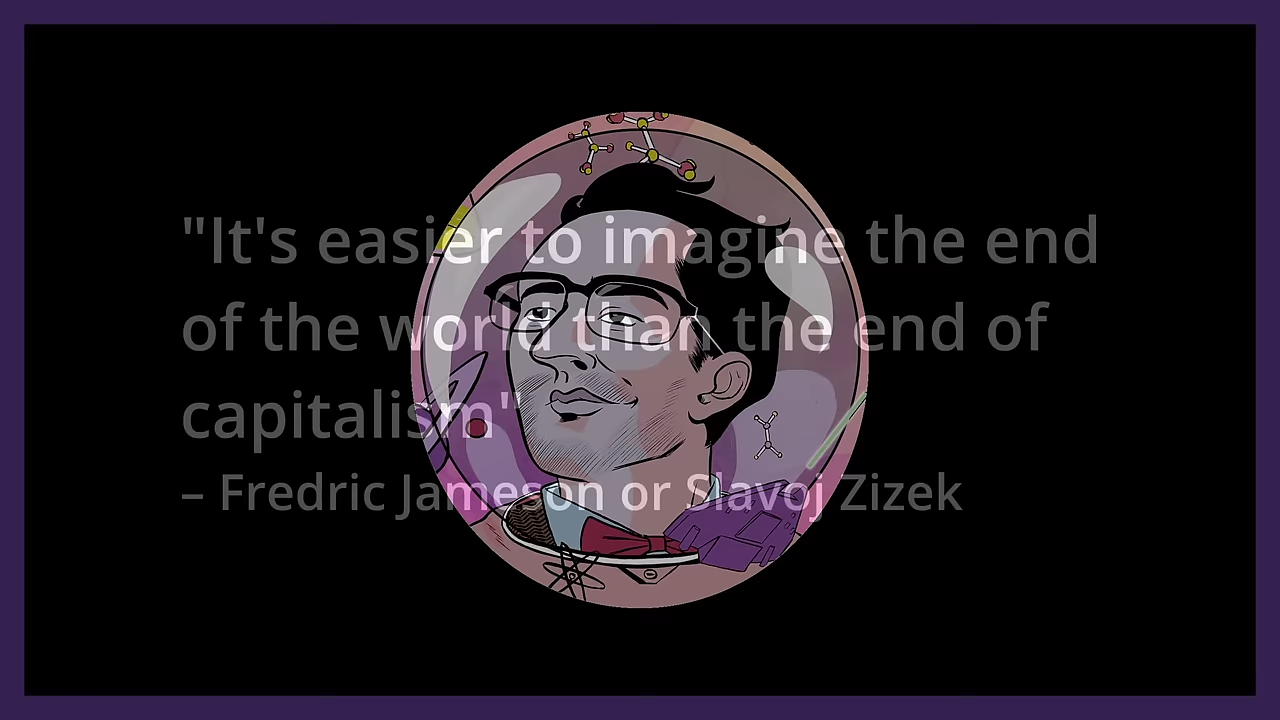 "It's easier to imagine the end
of the world than the end of
capitalism"
– Fredric Jameson or Slavoj Zizek